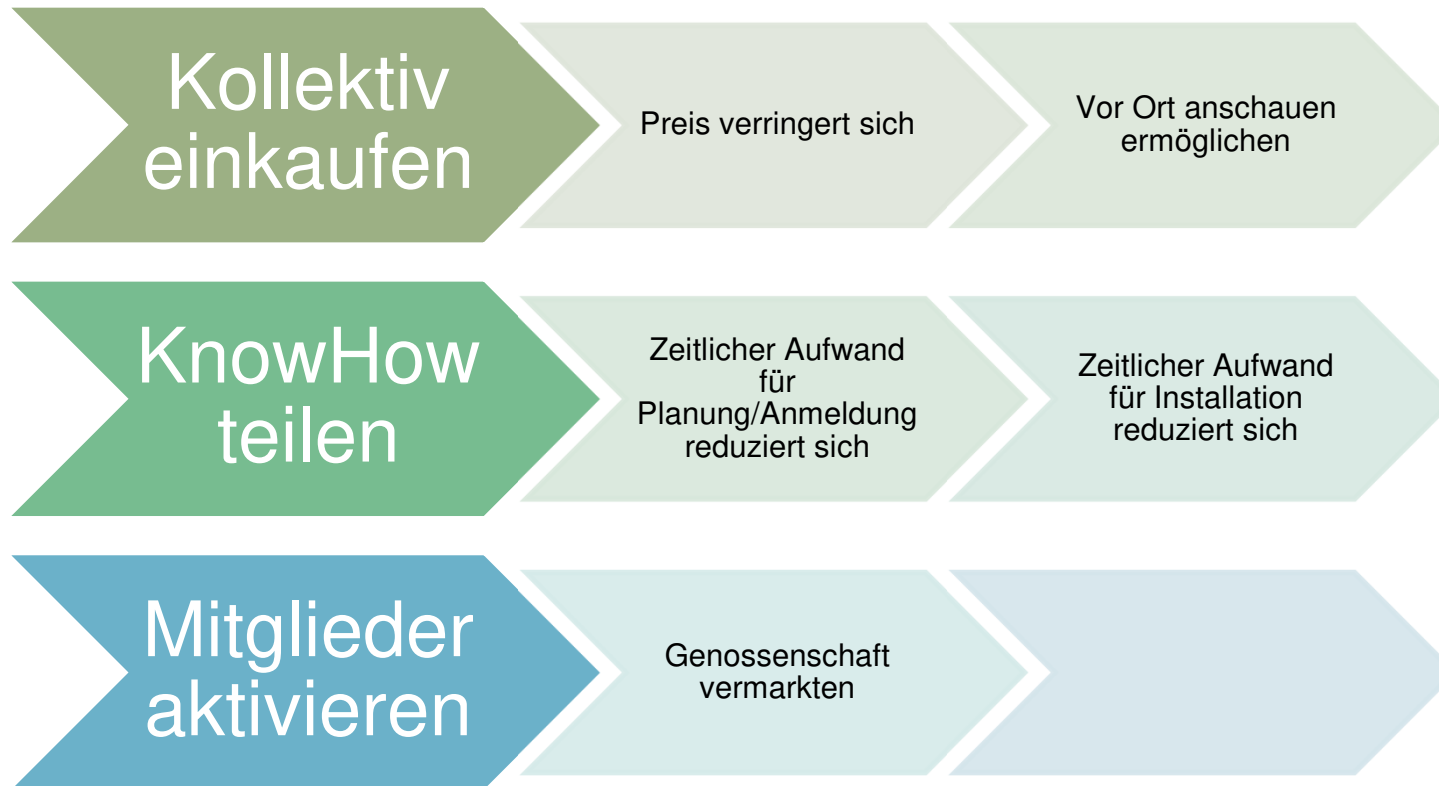 Kollektiv
einkaufen
Preis verringert sich
Vor Ort anschauen
ermöglichen
KnowHow
teilen
Zeitlicher Aufwand
für
Planung/Anmeldung
reduziert sich
Zeitlicher Aufwand
für Installation
reduziert sich
Mitglieder
aktivieren
Genossenschaft
vermarkten